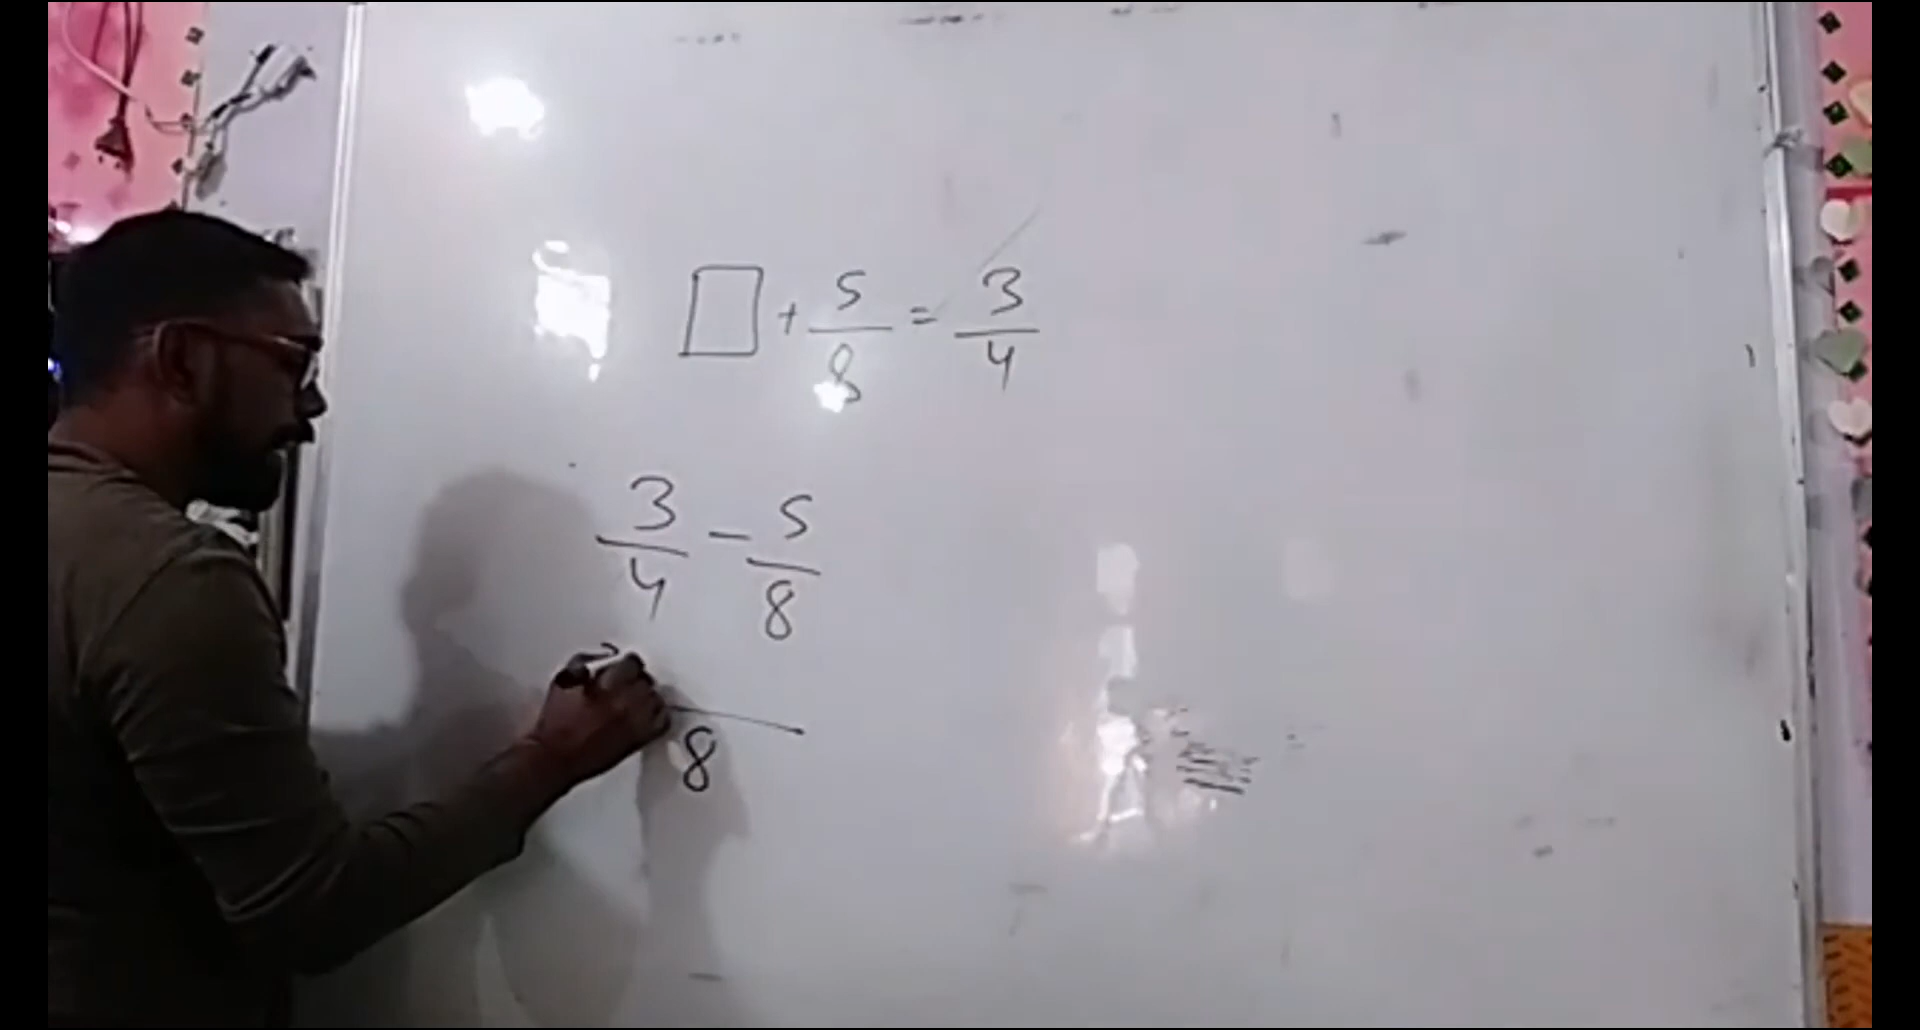 □ + 5/8 = 3/4
3/4 - 5/8
/8